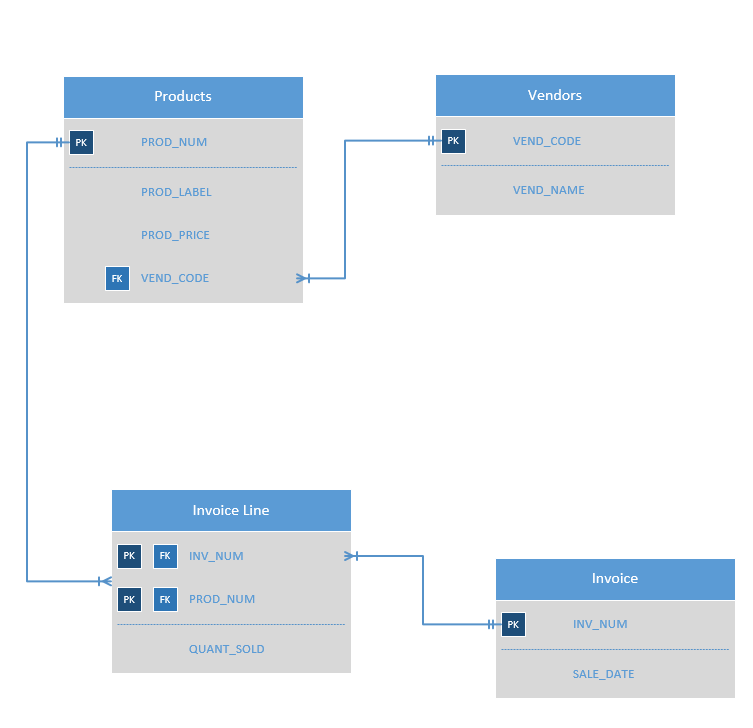 Products
PK PROD_NUM
PROD_LABEL
PROD_PRICE
FK VEND_CODE
Vendors
PK VEND_CODE
VEND_NAME
Invoice Line
PK FK INV_NUM
PK FK PROD_NUM
QUANT_SOLD
Invoice
PK INV_NUM
SALE_DATE